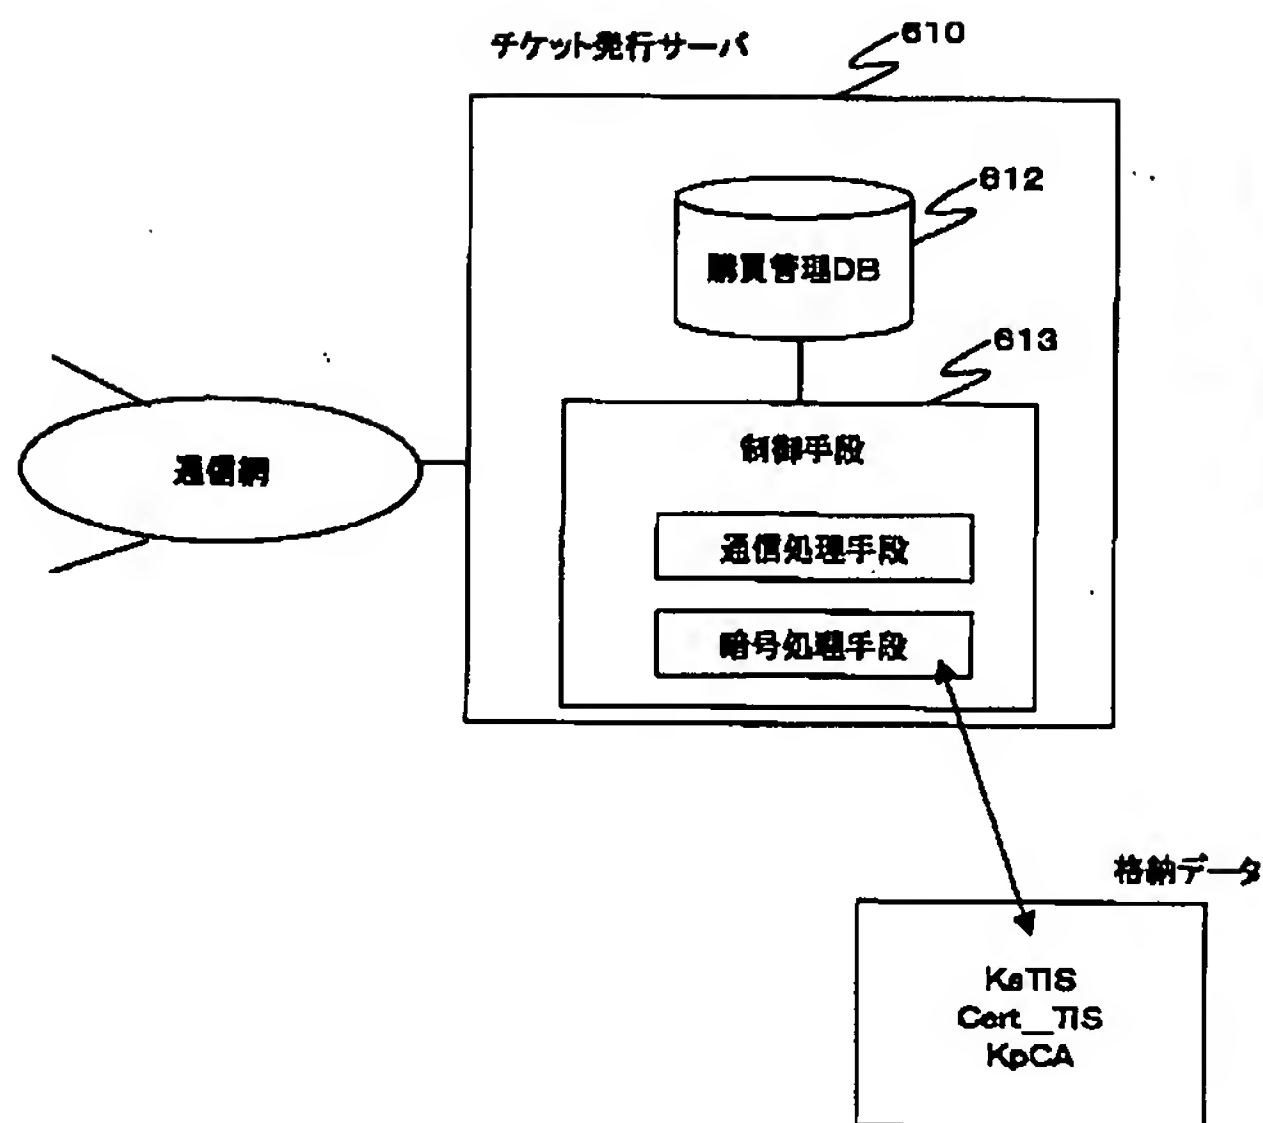 チケット発行サーバ
610
612
購買管理DB
613
制御手段
通信網
通信処理手段
暗号処理手段
格納データ
KsTIS
Cert__TIS
KpCA